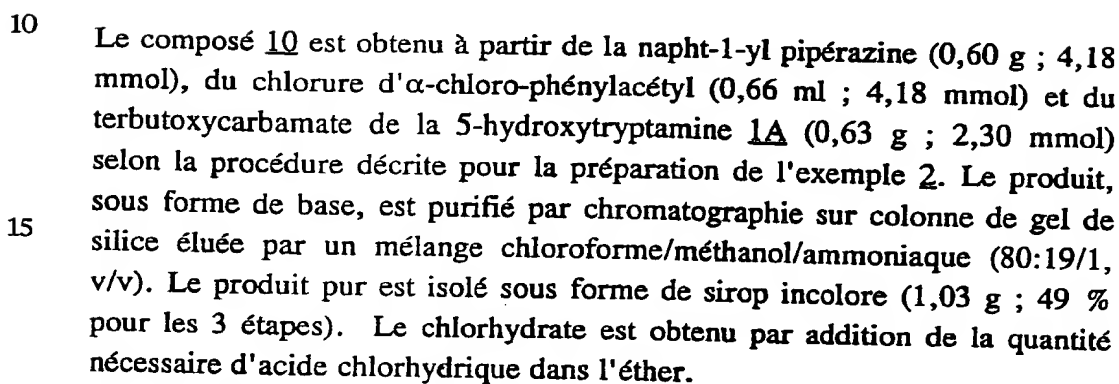 10
Le composé 10 est obtenu à partir de la napht-1-yl pipérazine (0,60 g ; 4,18
mmol), du chlorure d'α-chloro-phénylacétyl (0,66 ml ; 4,18 mmol) et du
terbutoxycarbamate de la 5-hydroxytryptamine 1A (0,63 g ; 2,30 mmol)
selon la procédure décrite pour la préparation de l'exemple 2. Le produit,
sous forme de base, est purifié par chromatographie sur colonne de gel de
15
silice éluée par un mélange chloroforme/méthanol/ammoniaque (80:19/1,
v/v). Le produit pur est isolé sous forme de sirop incolore (1,03 g ; 49 %
pour les 3 étapes). Le chlorhydrate est obtenu par addition de la quantité
nécessaire d'acide chlorhydrique dans l'éther.